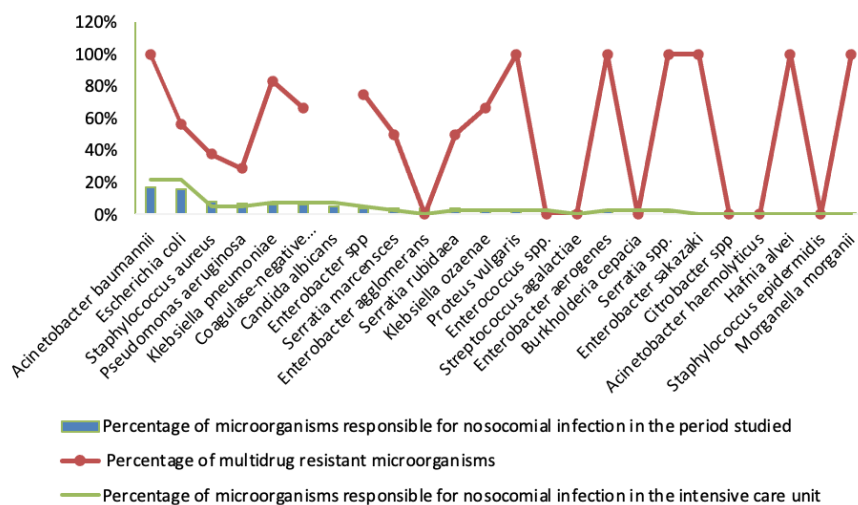 120%
100%
80%
60%
40%
20%
0%
Acinetobacter baumannii
Escherichia coli
Staphylococcus aureus
Pseudomonas aeruginosa
Klebsiella pneumoniae
Coagulase-negative...
Candida albicans
Enterobacter spp
Serratia marcensces
Enterobacter agglomerans
Serratia rubidaea
Klebsiella ozaenae
Proteus vulgaris
Enterococcus spp.
Streptococcus agalactiae
Enterobacter aerogenes
Burkholderia cepacia
Serratia spp.
Enterobacter sakazaki
Citrobacter spp
Acinetobacter haemolyticus
Hafnia alvei
Staphylococcus epidermidis
Morganella morganii
Percentage of microorganisms responsible for nosocomial infection in the period studied
Percentage of multidrug resistant microorganisms
Percentage of microorganisms responsible for nosocomial infection in the intensive care unit